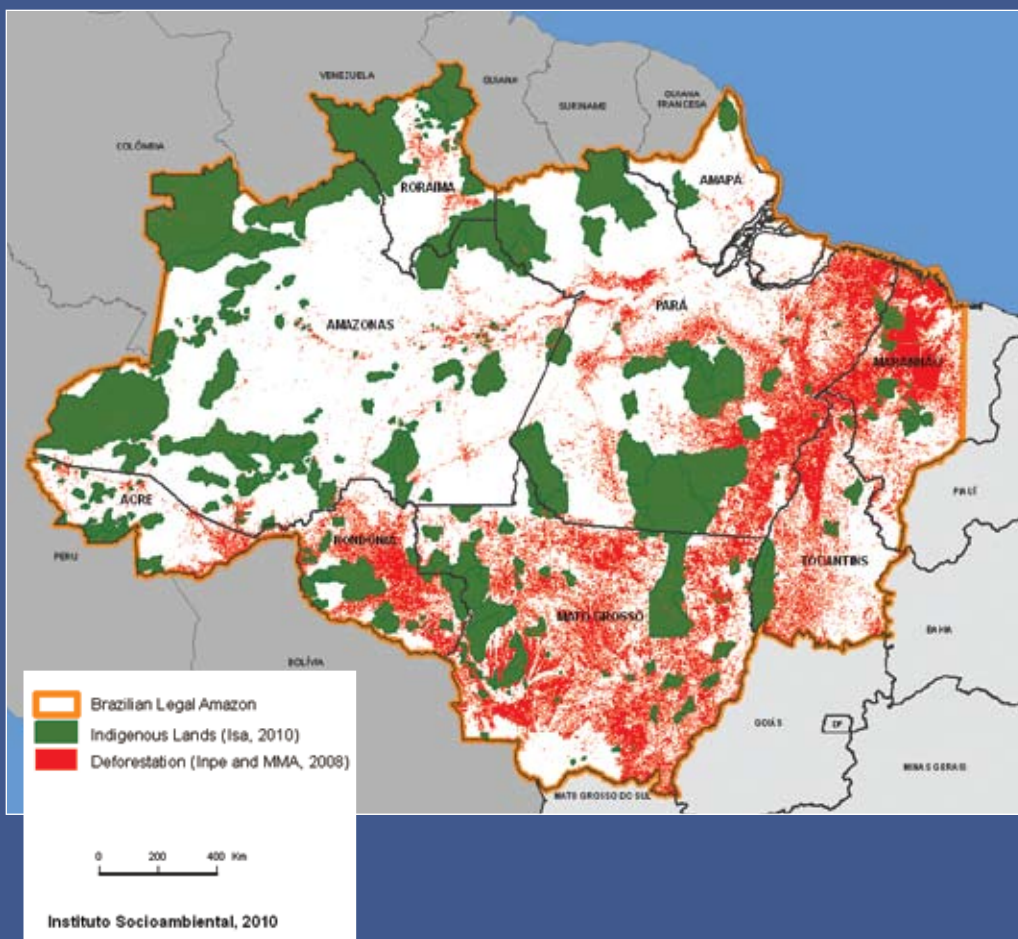 VENEZUELA
GUIANA
SURINAME
GUIANA
FRANCESA
COLÔMBIA
RORAIMA
AMAPÁ
AMAZONAS
PARÁ
MARANHÃO
ACRE
PIAUÍ
PERU
RONDÔNIA
TOCANTINS
MATO GROSSO
BAHIA
BOLÍVIA
GOIÁS
DF
MINAS GERAIS
MATO GROSSO DO SUL
Brazilian Legal Amazon
Indigenous Lands (Isa, 2010)
Deforestation (Inpe and MMA, 2008)
0 200 400 Km
Instituto Socioambiental, 2010